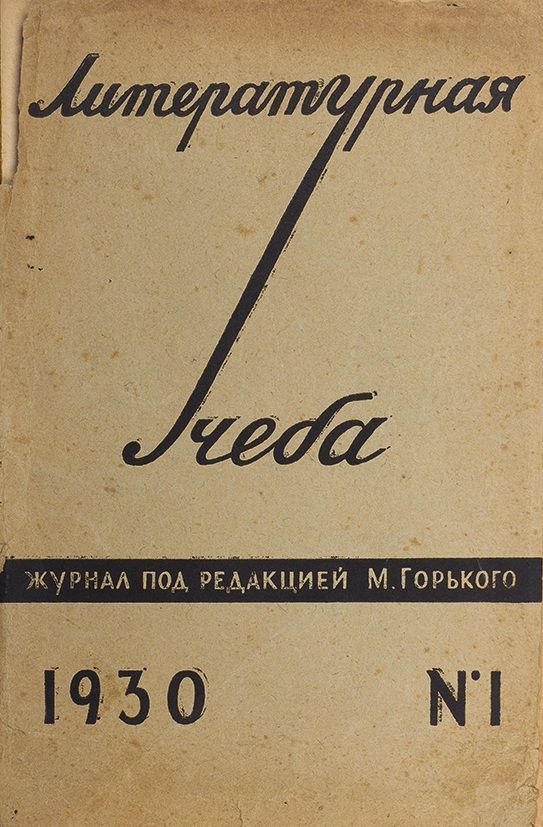 Литературная
учеба
ЖУРНАЛ ПОД РЕДАКЦИЕЙ М. ГОРЬКОГО
1930 №1